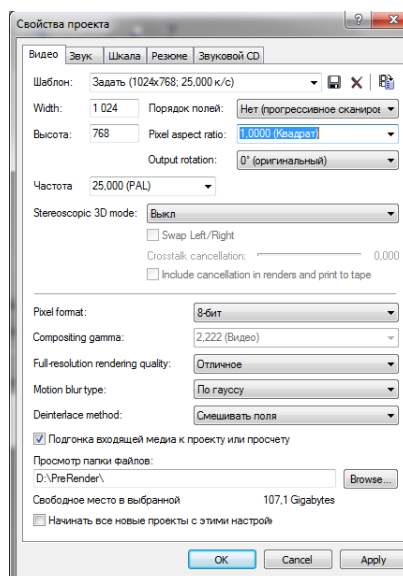 Свойства проекта
Видео Звук Шкала Резюме Звуковой CD
Шаблон: Задать (1024x768; 25,000 к/с)
Width: 1 024 Порядок полей: Нет (прогрессивное сканиров
Высота: 768 Pixel aspect ratio: 1,0000 (Квадрат)
Output rotation: 0° (оригинальный)
Частота 25,000 (PAL)
Stereoscopic 3D mode: Выкл
Swap Left/Right
Crosstalk cancellation: 0,000
Include cancellation in renders and print to tape
Pixel format: 8-бит
Compositing gamma: 2,222 (Видео)
Full-resolution rendering quality: Отличное
Motion blur type: По гауссу
Deinterlace method: Смешивать поля
Подгонка входящей медиа к проекту или просчету
Просмотр папки файлов:
D:\PreRender\ Browse...
Свободное место в выбранной 107,1 Gigabytes
Начинать все новые проекты с этими настрой
OK Cancel Apply